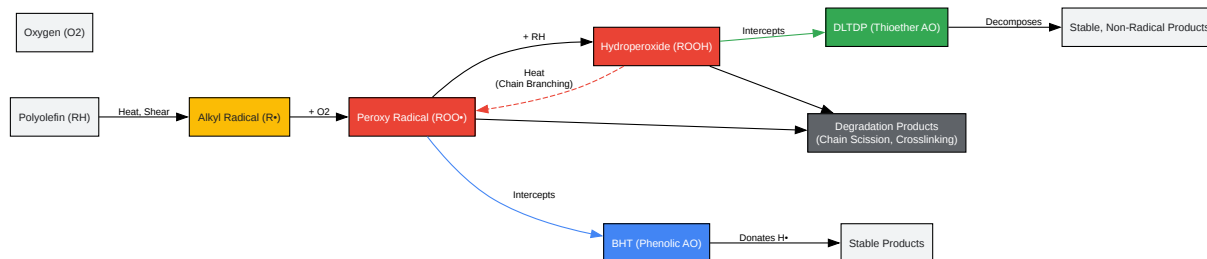 Oxygen (O2)
Polyolefin (RH)
Heat, Shear
Alkyl Radical (R•)
+ O2
Peroxy Radical (ROO•)
+ RH
Heat
(Chain Branching)
Hydroperoxide (ROOH)
Intercepts
DLTDP (Thioether AO)
Decomposes
Stable, Non-Radical Products
Degradation Products
(Chain Scission, Crosslinking)
Intercepts
BHT (Phenolic AO)
Donates H•
Stable Products